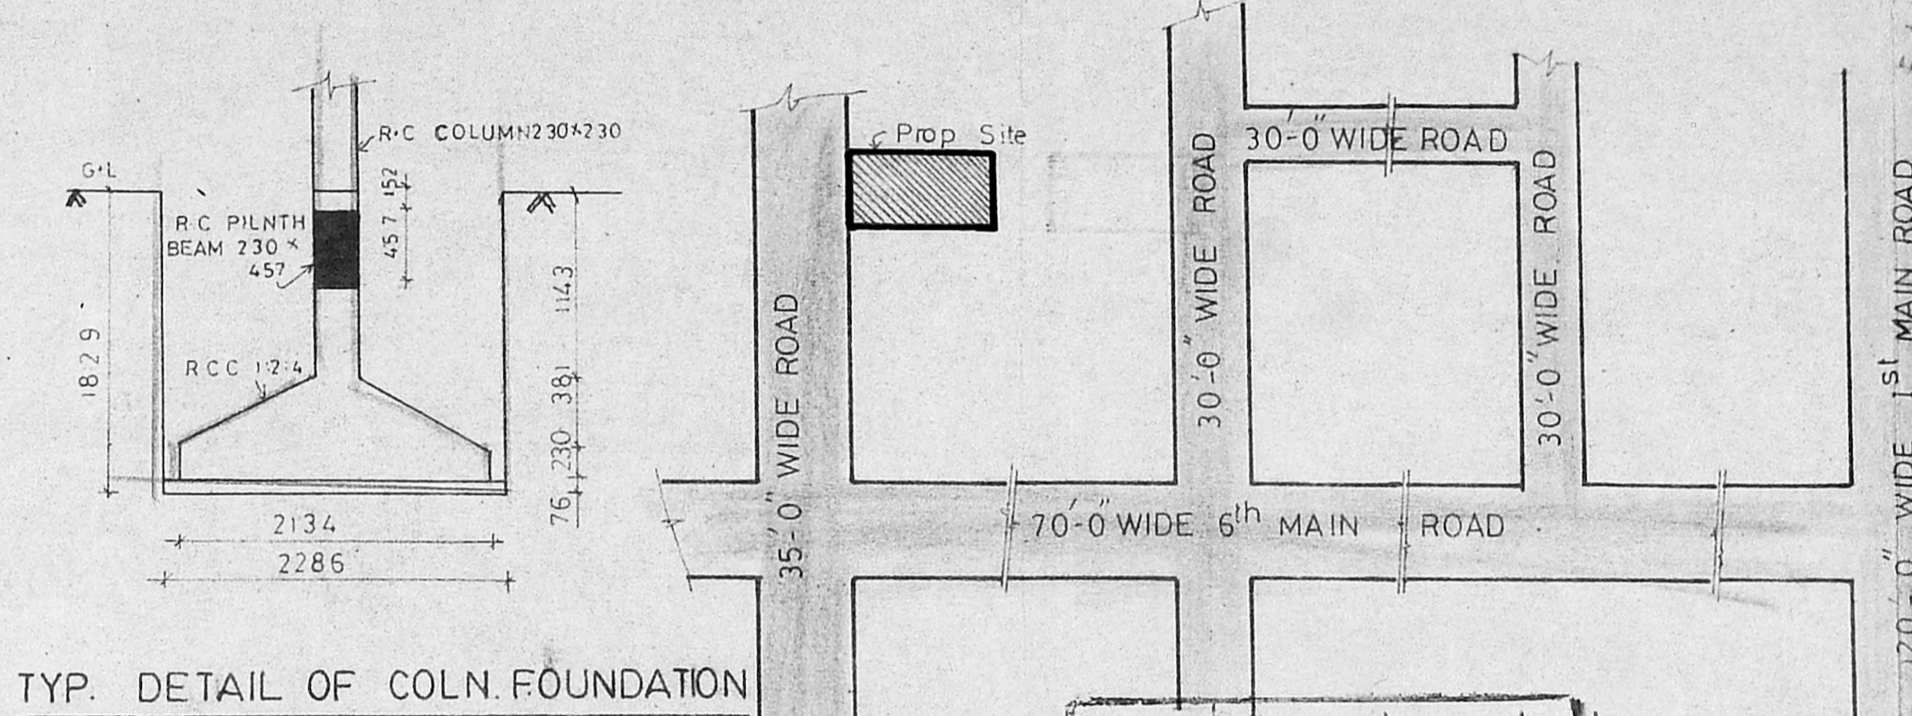 G.L
R.C COLUMN230×230
152
R.C PILNTH
BEAM 230 ×
457
457
1143
1829
RCC 1:2:4
381
230
76
2134
2286
TYP. DETAIL OF COLN. FOUNDATION
Prop Site
35'-0" WIDE ROAD
30'-0" WIDE ROAD
30'-0" WIDE ROAD
30'-0" WIDE ROAD
70'-0" WIDE 6th MAIN ROAD
WIDE 1st MAIN ROAD